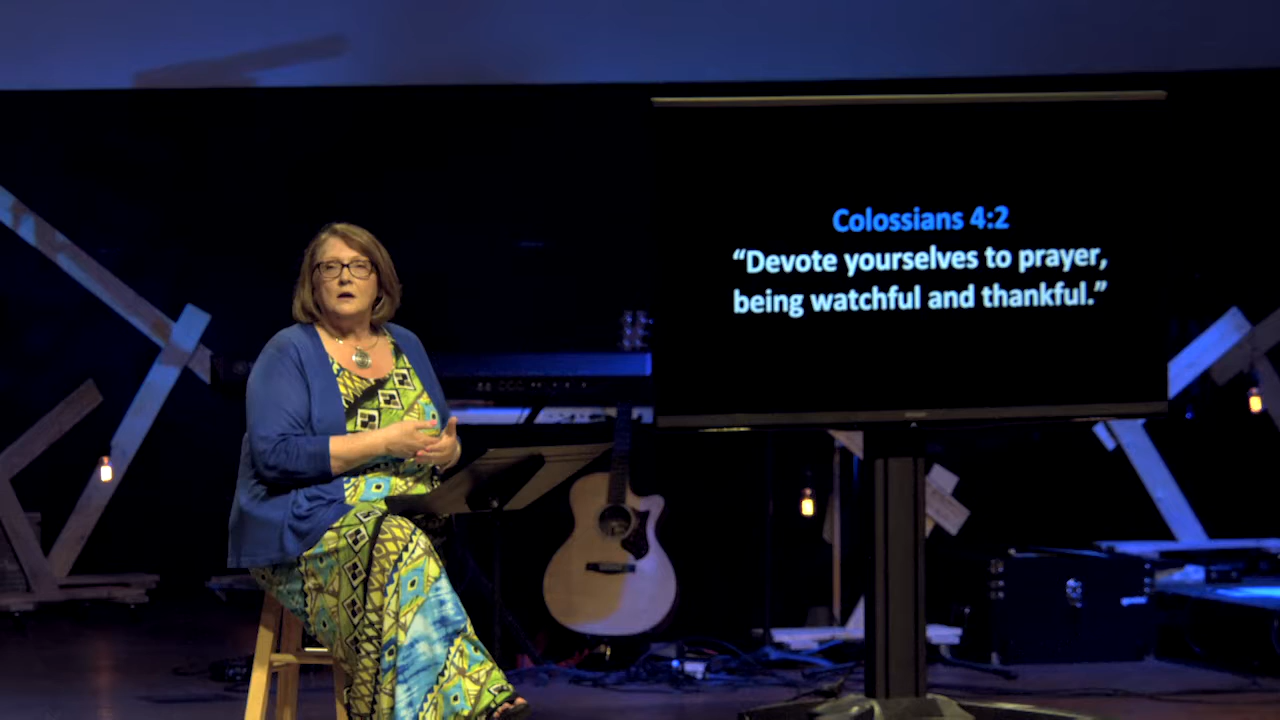 Colossians 4:2
“Devote yourselves to prayer,
being watchful and thankful.”